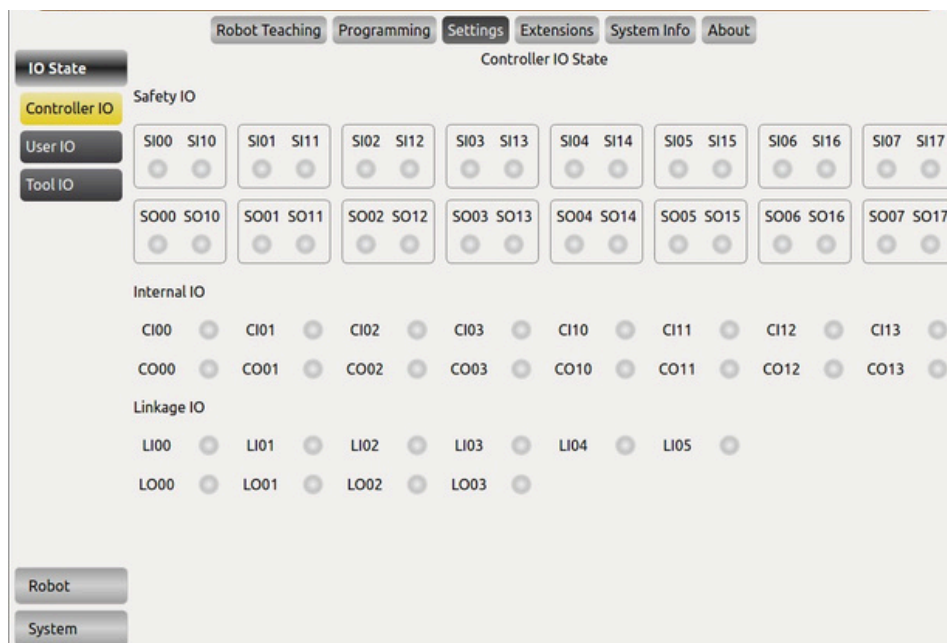 Robot Teaching Programming Settings Extensions System Info About
Controller IO State
IO State
Controller IO
User IO
Tool IO
Safety IO
SI00 SI10 SI01 SI11 SI02 SI12 SI03 SI13 SI04 SI14 SI05 SI15 SI06 SI16 SI07 SI17
SO00 SO10 SO01 SO11 SO02 SO12 SO03 SO13 SO04 SO14 SO05 SO15 SO06 SO16 SO07 SO17
Internal IO
CI00 CI01 CI02 CI03 CI10 CI11 CI12 CI13
CO00 CO01 CO02 CO03 CO10 CO11 CO12 CO13
Linkage IO
LI00 LI01 LI02 LI03 LI04 LI05
LO00 LO01 LO02 LO03
Robot
System